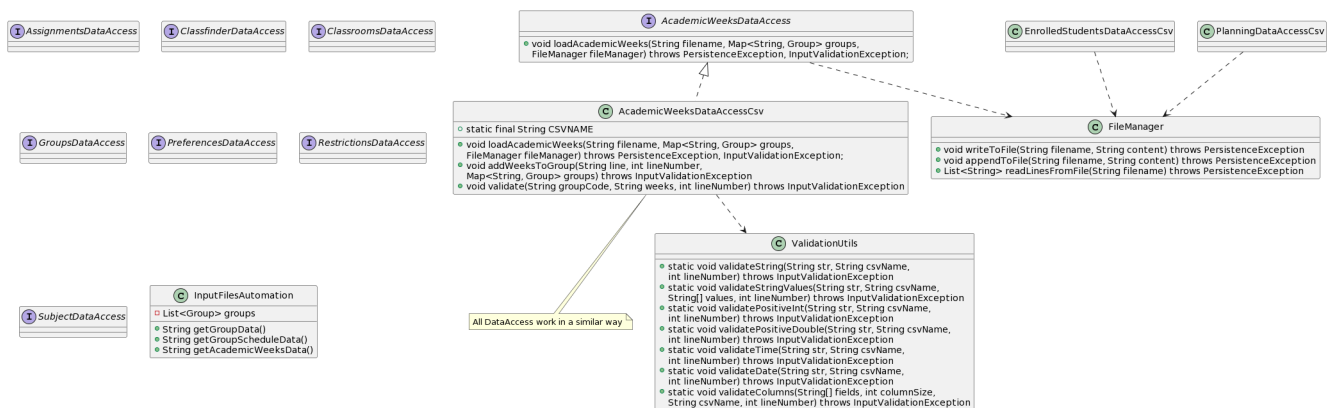 I AssignmentsDataAccess
I ClassfinderDataAccess
I ClassroomsDataAccess
I AcademicWeeksDataAccess
void loadAcademicWeeks(String filename, Map<String, Group> groups,
FileManager fileManager) throws PersistenceException, InputValidationException;
C EnrolledStudentsDataAccessCsv
C PlanningDataAccessCsv
I GroupsDataAccess
I PreferencesDataAccess
I RestrictionsDataAccess
C AcademicWeeksDataAccessCsv
static final String CSVNAME
void loadAcademicWeeks(String filename, Map<String, Group> groups,
FileManager fileManager) throws PersistenceException, InputValidationException;
void addWeeksToGroup(String line, int lineNumber,
Map<String, Group> groups) throws InputValidationException
void validate(String groupCode, String weeks, int lineNumber) throws InputValidationException
C FileManager
void writeToFile(String filename, String content) throws PersistenceException
void appendToFile(String filename, String content) throws PersistenceException
List<String> readLinesFromFile(String filename) throws PersistenceException
I SubjectDataAccess
C InputFilesAutomation
List<Group> groups
String getGroupData()
String getGroupScheduleData()
String getAcademicWeeksData()
All DataAccess work in a similar way
C ValidationUtils
static void validateString(String str, String csvName,
int lineNumber) throws InputValidationException
static void validateStringValues(String str, String csvName,
String[] values, int lineNumber) throws InputValidationException
static void validatePositiveInt(String str, String csvName,
int lineNumber) throws InputValidationException
static void validatePositiveDouble(String str, String csvName,
int lineNumber) throws InputValidationException
static void validateTime(String str, String csvName,
int lineNumber) throws InputValidationException
static void validateDate(String str, String csvName,
int lineNumber) throws InputValidationException
static void validateColumns(String[] fields, int columnSize,
String csvName, int lineNumber) throws InputValidationException